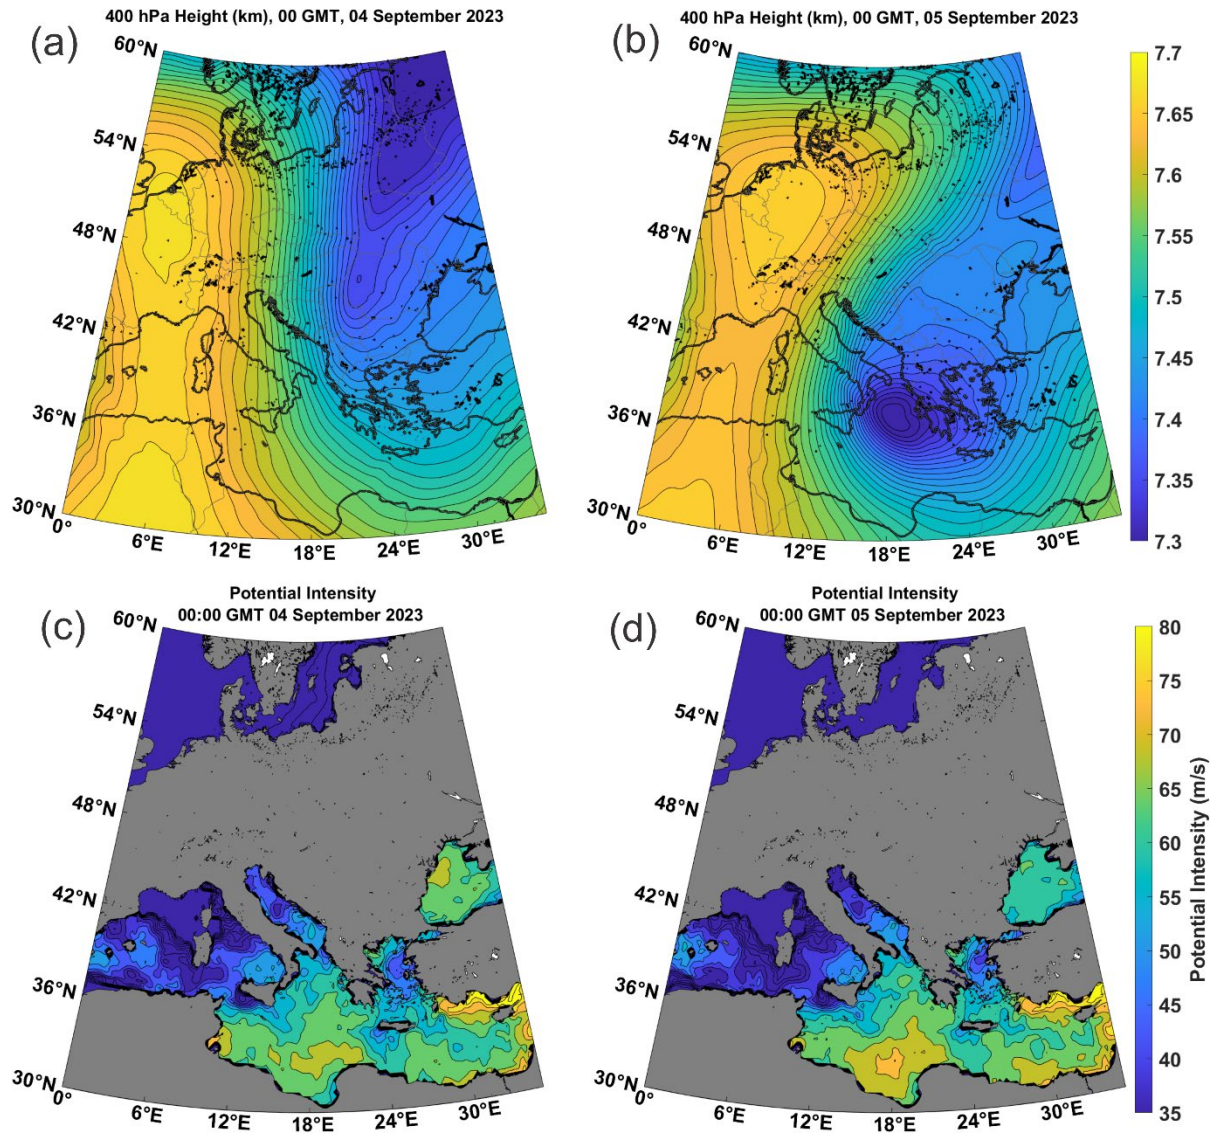 400 hPa Height (km), 00 GMT, 04 September 2023
(a)
60°N
54°N
48°N
42°N
36°N
30°N
0°
6°E
12°E
18°E
24°E
30°E
400 hPa Height (km), 00 GMT, 05 September 2023
(b)
60°N
54°N
48°N
42°N
36°N
30°N
0°
6°E
12°E
18°E
24°E
30°E
7.7
7.65
7.6
7.55
7.5
7.45
7.4
7.35
7.3
Potential Intensity
00:00 GMT 04 September 2023
(c)
60°N
54°N
48°N
42°N
36°N
30°N
0°
6°E
12°E
18°E
24°E
30°E
Potential Intensity
00:00 GMT 05 September 2023
(d)
60°N
54°N
48°N
42°N
36°N
30°N
0°
6°E
12°E
18°E
24°E
30°E
80
75
70
65
60
55
50
45
40
35
Potential Intensity (m/s)